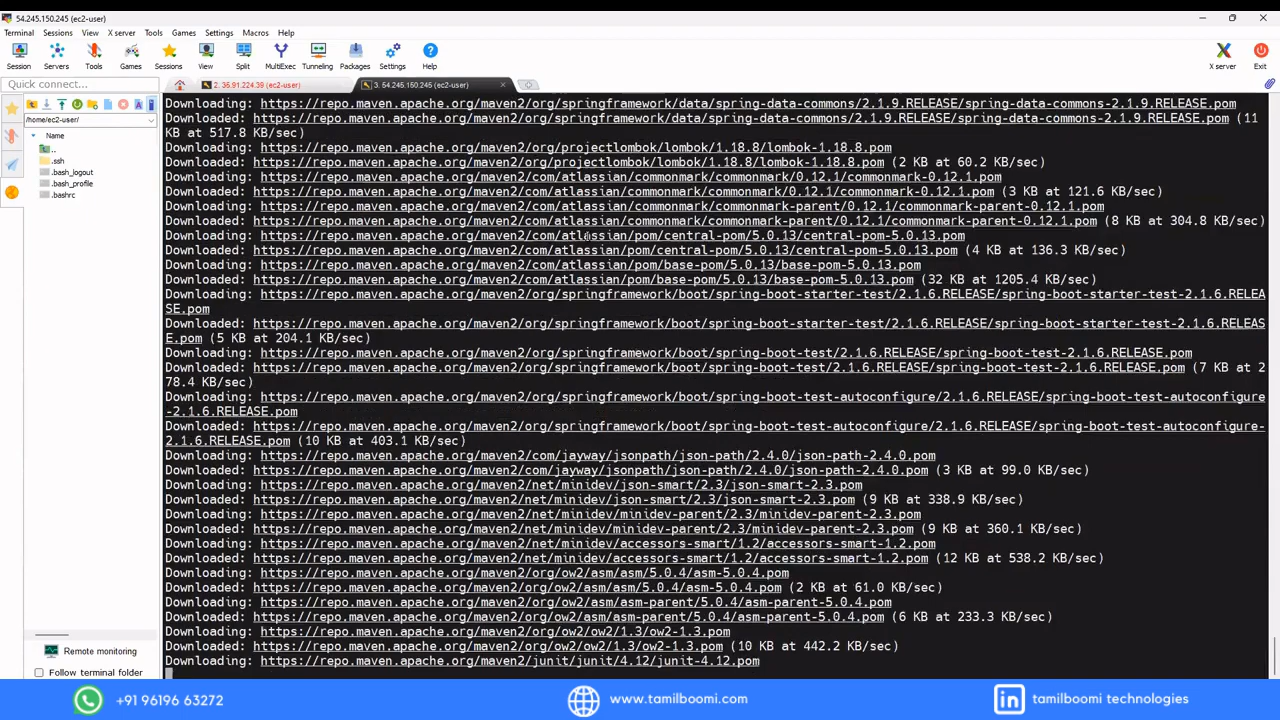 54.245.150.245 (ec2-user)
Terminal Sessions View X server Tools Games Settings Macros Help
Session Servers Tools Games Sessions View Split MultiExec Tunneling Packages Settings Help X server Exit
Quick connect...
2. 35.91.224.39 (ec2-user)
3. 54.245.150.245 (ec2-user)
/home/ec2-user/
Name
..
.ssh
.bash_logout
.bash_profile
.bashrc
Remote monitoring
Follow terminal folder
Downloading: https://repo.maven.apache.org/maven2/org/springframework/data/spring-data-commons/2.1.9.RELEASE/spring-data-commons-2.1.9.RELEASE.pom
Downloaded: https://repo.maven.apache.org/maven2/org/springframework/data/spring-data-commons/2.1.9.RELEASE/spring-data-commons-2.1.9.RELEASE.pom (11
KB at 517.8 KB/sec)
Downloading: https://repo.maven.apache.org/maven2/org/projectlombok/lombok/1.18.8/lombok-1.18.8.pom
Downloaded: https://repo.maven.apache.org/maven2/org/projectlombok/lombok/1.18.8/lombok-1.18.8.pom (2 KB at 60.2 KB/sec)
Downloading: https://repo.maven.apache.org/maven2/com/atlassian/commonmark/commonmark/0.12.1/commonmark-0.12.1.pom
Downloaded: https://repo.maven.apache.org/maven2/com/atlassian/commonmark/commonmark/0.12.1/commonmark-0.12.1.pom (3 KB at 121.6 KB/sec)
Downloading: https://repo.maven.apache.org/maven2/com/atlassian/commonmark/commonmark-parent/0.12.1/commonmark-parent-0.12.1.pom
Downloaded: https://repo.maven.apache.org/maven2/com/atlassian/commonmark/commonmark-parent/0.12.1/commonmark-parent-0.12.1.pom (8 KB at 304.8 KB/sec)
Downloading: https://repo.maven.apache.org/maven2/com/atlassian/pom/central-pom/5.0.13/central-pom-5.0.13.pom
Downloaded: https://repo.maven.apache.org/maven2/com/atlassian/pom/central-pom/5.0.13/central-pom-5.0.13.pom (4 KB at 136.3 KB/sec)
Downloading: https://repo.maven.apache.org/maven2/com/atlassian/pom/base-pom/5.0.13/base-pom-5.0.13.pom
Downloaded: https://repo.maven.apache.org/maven2/com/atlassian/pom/base-pom/5.0.13/base-pom-5.0.13.pom (32 KB at 1205.4 KB/sec)
Downloading: https://repo.maven.apache.org/maven2/org/springframework/boot/spring-boot-starter-test/2.1.6.RELEASE/spring-boot-starter-test-2.1.6.RELEA
SE.pom
Downloaded: https://repo.maven.apache.org/maven2/org/springframework/boot/spring-boot-starter-test/2.1.6.RELEASE/spring-boot-starter-test-2.1.6.RELEAS
E.pom (5 KB at 204.1 KB/sec)
Downloading: https://repo.maven.apache.org/maven2/org/springframework/boot/spring-boot-test/2.1.6.RELEASE/spring-boot-test-2.1.6.RELEASE.pom
Downloaded: https://repo.maven.apache.org/maven2/org/springframework/boot/spring-boot-test/2.1.6.RELEASE/spring-boot-test-2.1.6.RELEASE.pom (7 KB at 2
78.4 KB/sec)
Downloading: https://repo.maven.apache.org/maven2/org/springframework/boot/spring-boot-test-autoconfigure/2.1.6.RELEASE/spring-boot-test-autoconfigure
-2.1.6.RELEASE.pom
Downloaded: https://repo.maven.apache.org/maven2/org/springframework/boot/spring-boot-test-autoconfigure/2.1.6.RELEASE/spring-boot-test-autoconfigure-
2.1.6.RELEASE.pom (10 KB at 403.1 KB/sec)
Downloading: https://repo.maven.apache.org/maven2/com/jayway/jsonpath/json-path/2.4.0/json-path-2.4.0.pom
Downloaded: https://repo.maven.apache.org/maven2/com/jayway/jsonpath/json-path/2.4.0/json-path-2.4.0.pom (3 KB at 99.0 KB/sec)
Downloading: https://repo.maven.apache.org/maven2/net/minidev/json-smart/2.3/json-smart-2.3.pom
Downloaded: https://repo.maven.apache.org/maven2/net/minidev/json-smart/2.3/json-smart-2.3.pom (9 KB at 338.9 KB/sec)
Downloading: https://repo.maven.apache.org/maven2/net/minidev/minidev-parent/2.3/minidev-parent-2.3.pom
Downloaded: https://repo.maven.apache.org/maven2/net/minidev/minidev-parent/2.3/minidev-parent-2.3.pom (9 KB at 360.1 KB/sec)
Downloading: https://repo.maven.apache.org/maven2/net/minidev/accessors-smart/1.2/accessors-smart-1.2.pom
Downloaded: https://repo.maven.apache.org/maven2/net/minidev/accessors-smart/1.2/accessors-smart-1.2.pom (12 KB at 538.2 KB/sec)
Downloading: https://repo.maven.apache.org/maven2/org/ow2/asm/asm/5.0.4/asm-5.0.4.pom
Downloaded: https://repo.maven.apache.org/maven2/org/ow2/asm/asm/5.0.4/asm-5.0.4.pom (2 KB at 61.0 KB/sec)
Downloading: https://repo.maven.apache.org/maven2/org/ow2/asm/asm-parent/5.0.4/asm-parent-5.0.4.pom
Downloaded: https://repo.maven.apache.org/maven2/org/ow2/asm/asm-parent/5.0.4/asm-parent-5.0.4.pom (6 KB at 233.3 KB/sec)
Downloading: https://repo.maven.apache.org/maven2/org/ow2/ow2/1.3/ow2-1.3.pom
Downloaded: https://repo.maven.apache.org/maven2/org/ow2/ow2/1.3/ow2-1.3.pom (10 KB at 442.2 KB/sec)
Downloading: https://repo.maven.apache.org/maven2/junit/junit/4.12/junit-4.12.pom
+91 96196 63272
www.tamilboomi.com
in tamilboomi technologies